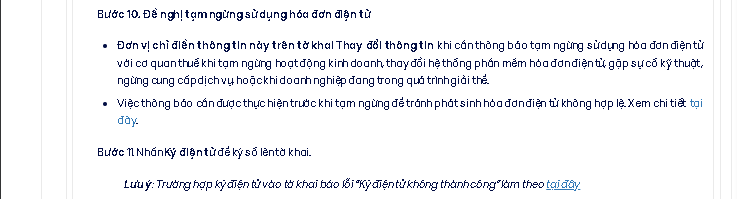 Bước 10. Đề nghị tạm ngừng sử dụng hóa đơn điện tử
• Đơn vị chỉ điền thông tin này trên tờ khai Thay đổi thông tin khi cần thông báo tạm ngừng sử dụng hóa đơn điện tử
với cơ quan thuế khi tạm ngừng hoạt động kinh doanh, thay đổi hệ thống phần mềm hóa đơn điện tử, gặp sự cố kỹ thuật,
ngừng cung cấp dịch vụ, hoặc khi doanh nghiệp đang trong quá trình giải thể.
• Việc thông báo cần được thực hiện trước khi tạm ngừng để tránh phát sinh hóa đơn điện tử không hợp lệ. Xem chi tiết tại
đây.
Bước 11. Nhấn Ký điện tử để ký số lên tờ khai.
Lưu ý: Trường hợp ký điện tử vào tờ khai báo lỗi “Ký điện tử không thành công” làm theo tại đây